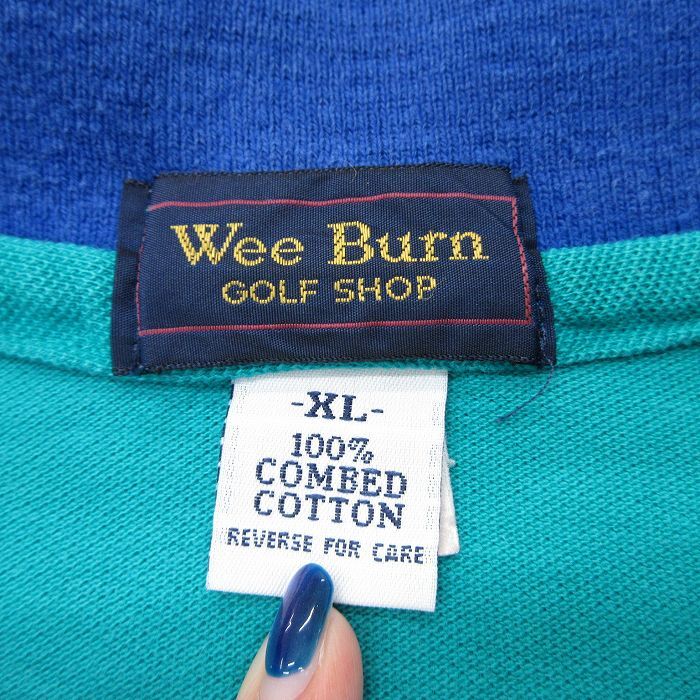 Wee Burn
GOLF SHOP
-XL-
100%
COMBED
COTTON
REVERSE FOR CARE